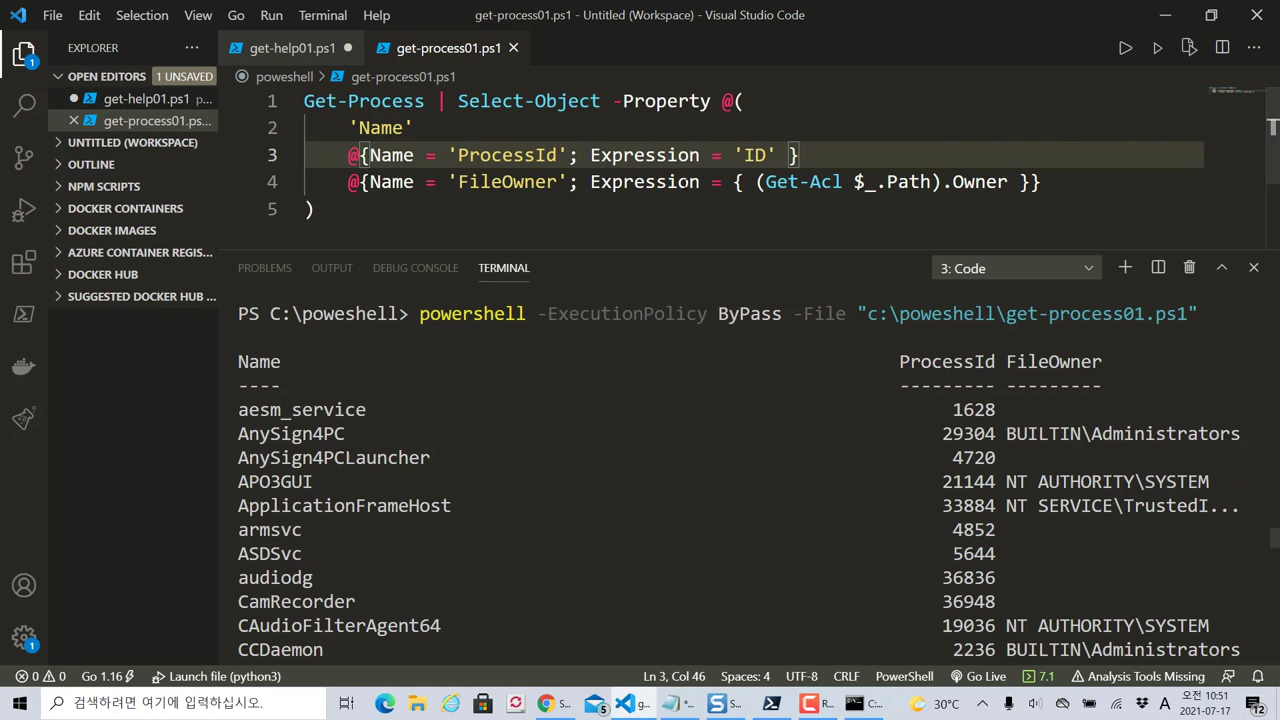 File Edit Selection View Go Run Terminal Help get-process01.ps1 - Untitled (Workspace) - Visual Studio Code
EXPLORER
get-help01.ps1
get-process01.ps1
OPEN EDITORS 1 UNSAVED
get-help01.ps1 p...
get-process01.ps...
UNTITLED (WORKSPACE)
OUTLINE
NPM SCRIPTS
DOCKER CONTAINERS
DOCKER IMAGES
AZURE CONTAINER REGIS...
DOCKER HUB
SUGGESTED DOCKER HUB ...
poweshell > get-process01.ps1
1 Get-Process | Select-Object -Property @(
2 'Name'
3 @{Name = 'ProcessId'; Expression = 'ID' }
4 @{Name = 'FileOwner'; Expression = { (Get-Acl $_.Path).Owner }}
5 )
PROBLEMS OUTPUT DEBUG CONSOLE TERMINAL 3: Code
PS C:\poweshell> powershell -ExecutionPolicy ByPass -File "c:\poweshell\get-process01.ps1"
Name ProcessId FileOwner
---- --------- ---------
aesm_service 1628
AnySign4PC 29304 BUILTIN\Administrators
AnySign4PCLauncher 4720
APO3GUI 21144 NT AUTHORITY\SYSTEM
ApplicationFrameHost 33884 NT SERVICE\TrustedI...
armsvc 4852
ASDSvc 5644
audiodg 36836
CamRecorder 36948
CAudioFilterAgent64 19036 NT AUTHORITY\SYSTEM
CCDaemon 2236 BUILTIN\Administrators
0 0 Go 1.16 Launch file (python3) Ln 3, Col 46 Spaces: 4 UTF-8 CRLF PowerShell Go Live 7.1 Analysis Tools Missing
검색하려면 여기에 입력하십시오. 5 S... g... "... S... R... C... 30°C A 오전 10:51
2021-07-17 12